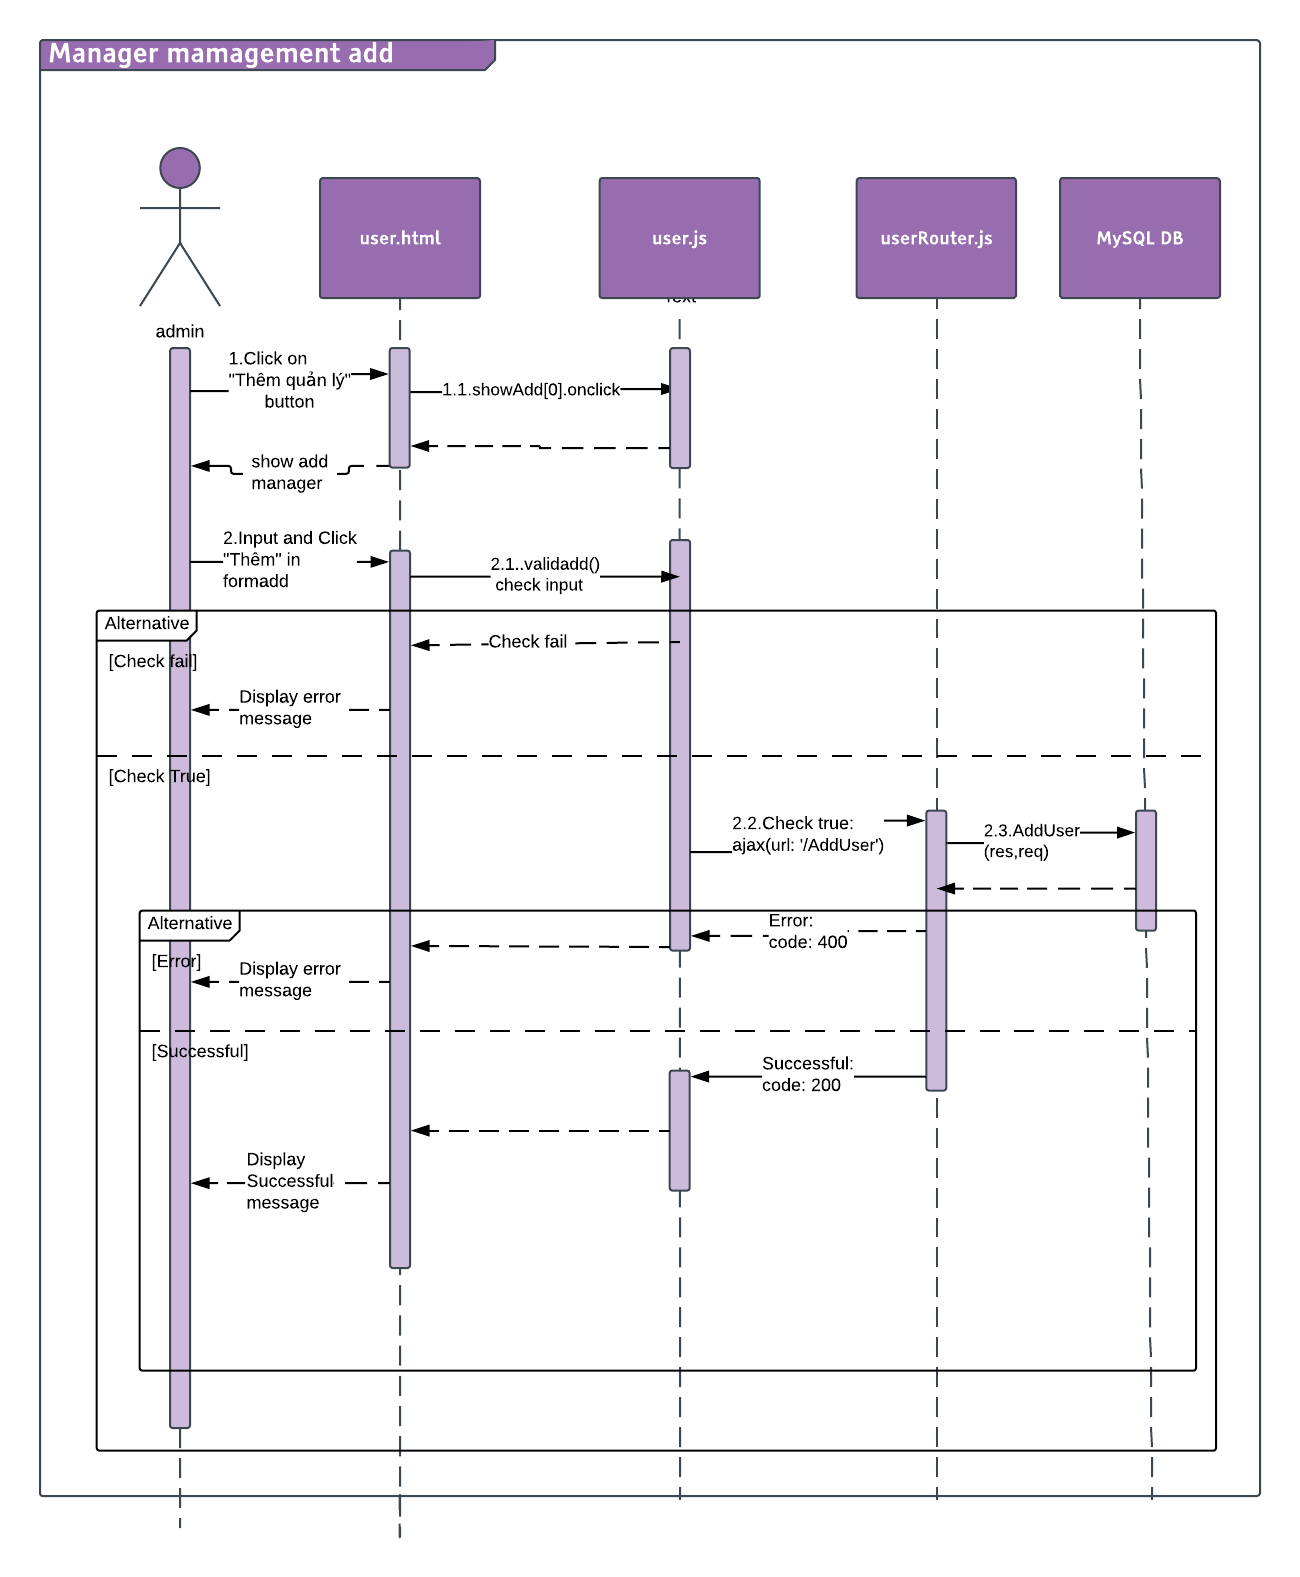 Manager mamagement add
user.html
user.js
userRouter.js
MySQL DB
Text
admin
1.Click on
"Thêm quản lý"
button
1.1.showAdd[0].onclick
show add
manager
2.Input and Click
"Thêm" in
formadd
2.1..validadd()
check input
Alternative
[Check fail]
Check fail
Display error
message
[Check True]
2.2.Check true:
ajax(url: '/AddUser')
2.3.AddUser
(res,req)
Alternative
Error:
code: 400
[Error]
Display error
message
[Successful]
Successful:
code: 200
Display
Successful
message